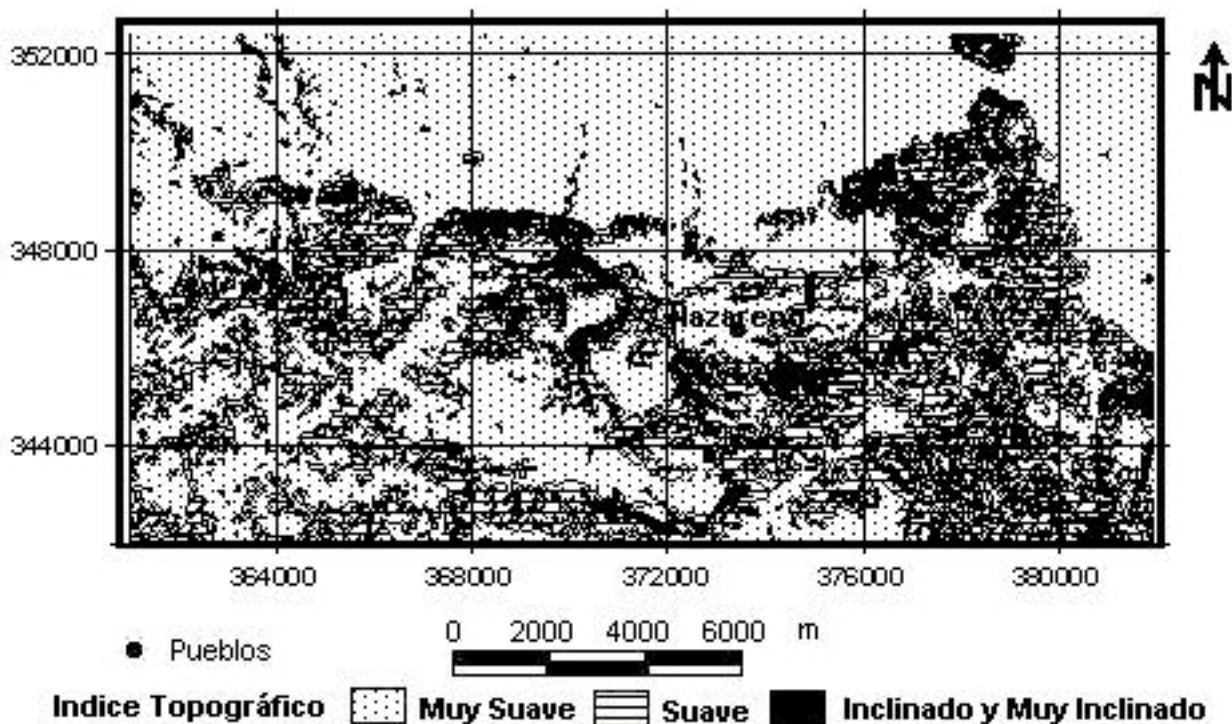 352000
N
348000
Nazareno
344000
364000 368000 372000 376000 380000
0 2000 4000 6000 m
Pueblos
Indice Topográfico Muy Suave Suave Inclinado y Muy Inclinado